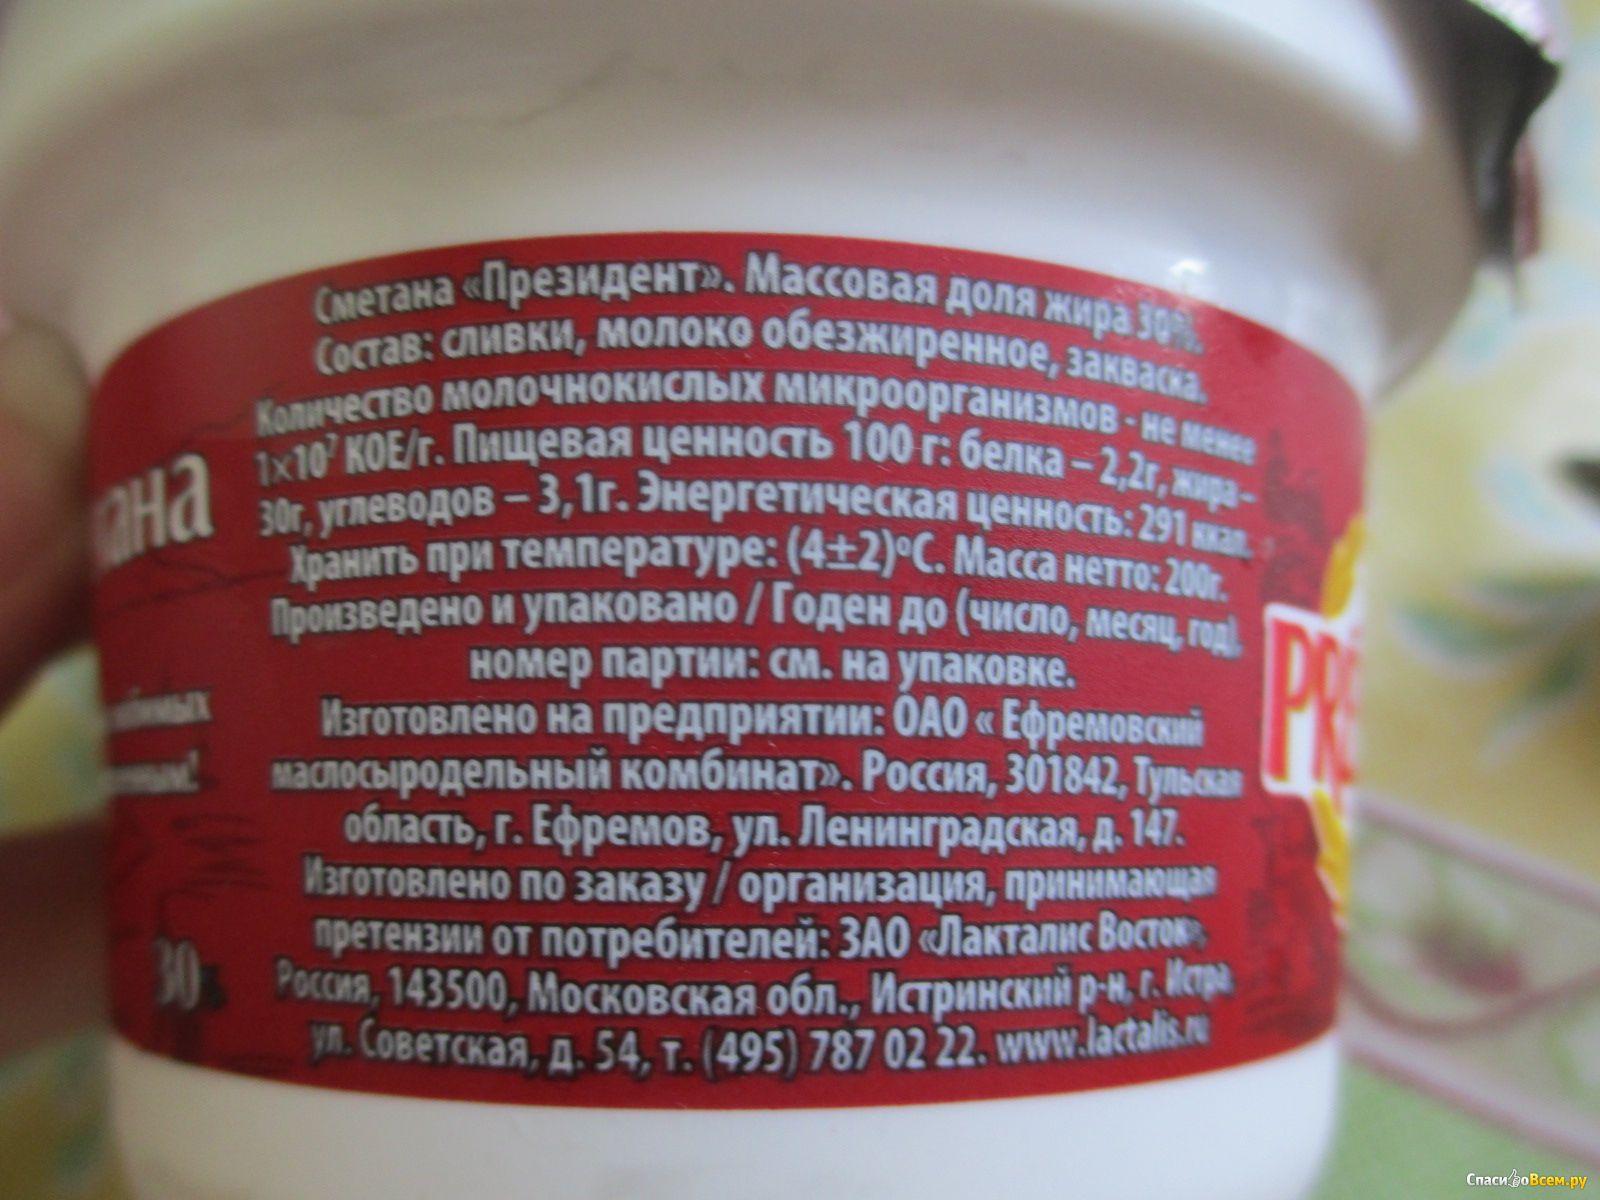 Сметана «Президент». Массовая доля жира 30%.
Состав: сливки, молоко обезжиренное, закваска.
Количество молочнокислых микроорганизмов - не менее
1×10⁷ КОЕ/г. Пищевая ценность 100 г: белка – 2,2г, жира –
30г, углеводов – 3,1г. Энергетическая ценность: 291 ккал.
Хранить при температуре: (4±2)°С. Масса нетто: 200г.
Произведено и упаковано / Годен до (число, месяц, год),
номер партии: см. на упаковке.
Изготовлено на предприятии: ОАО « Ефремовский
маслосыродельный комбинат». Россия, 301842, Тульская
область, г. Ефремов, ул. Ленинградская, д. 147.
Изготовлено по заказу / организация, принимающая
претензии от потребителей: ЗАО «Лакталис Восток»,
Россия, 143500, Московская обл., Истринский р-н, г. Истра,
ул. Советская, д. 54, т. (495) 787 02 22. www.lactalis.ru
30%
СпасибоВсем.ру